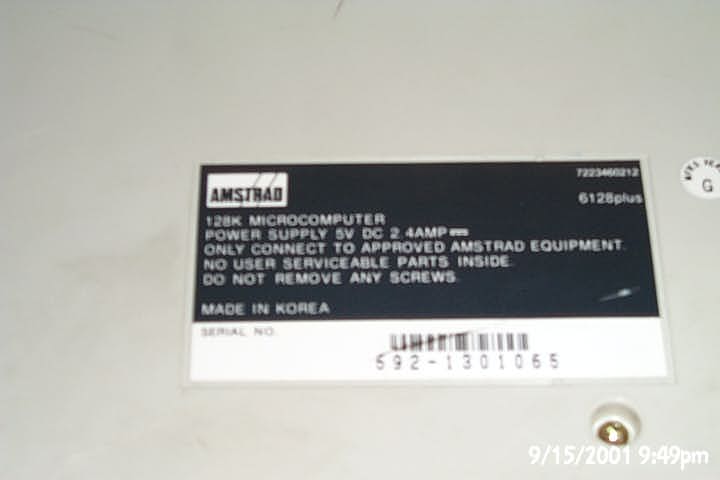 AMSTRAD
7223460212
6128plus
128K MICROCOMPUTER
POWER SUPPLY 5V DC 2.4AMP
ONLY CONNECT TO APPROVED AMSTRAD EQUIPMENT.
NO USER SERVICEABLE PARTS INSIDE.
DO NOT REMOVE ANY SCREWS.
MADE IN KOREA
SERIAL NO.
592-1301065
G
9/15/2001 9:49pm